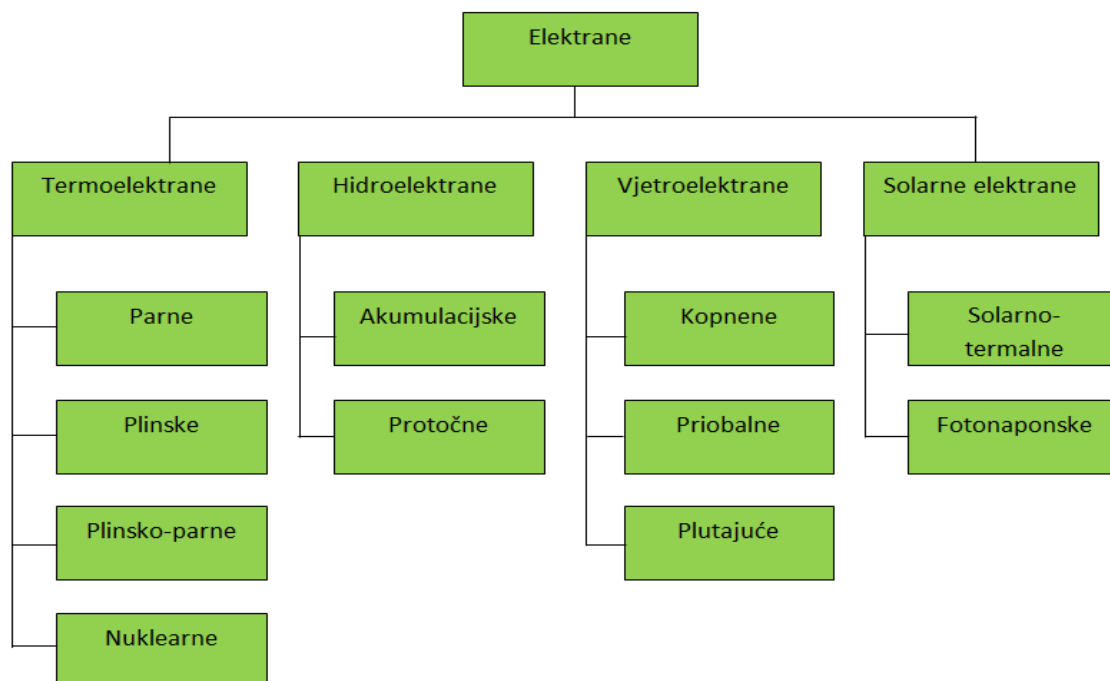 Elektrane
Termoelektrane
Hidroelektrane
Vjetroelektrane
Solarne elektrane
Parne
Akumulacijske
Kopnene
Solarno-
termalne
Plinske
Protočne
Priobalne
Fotonaponske
Plinsko-parne
Plutajuće
Nuklearne